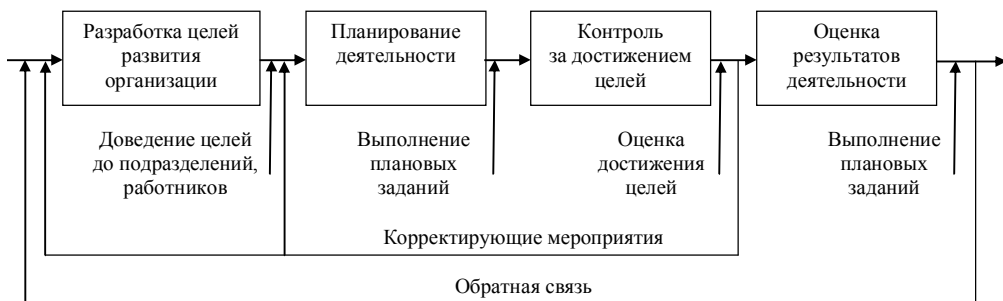 Разработка целей
развития
организации
Планирование
деятельности
Контроль
за достижением
целей
Оценка
результатов
деятельности
Доведение целей
до подразделений,
работников
Выполнение
плановых
заданий
Оценка
достижения
целей
Выполнение
плановых
заданий
Корректирующие мероприятия
Обратная связь